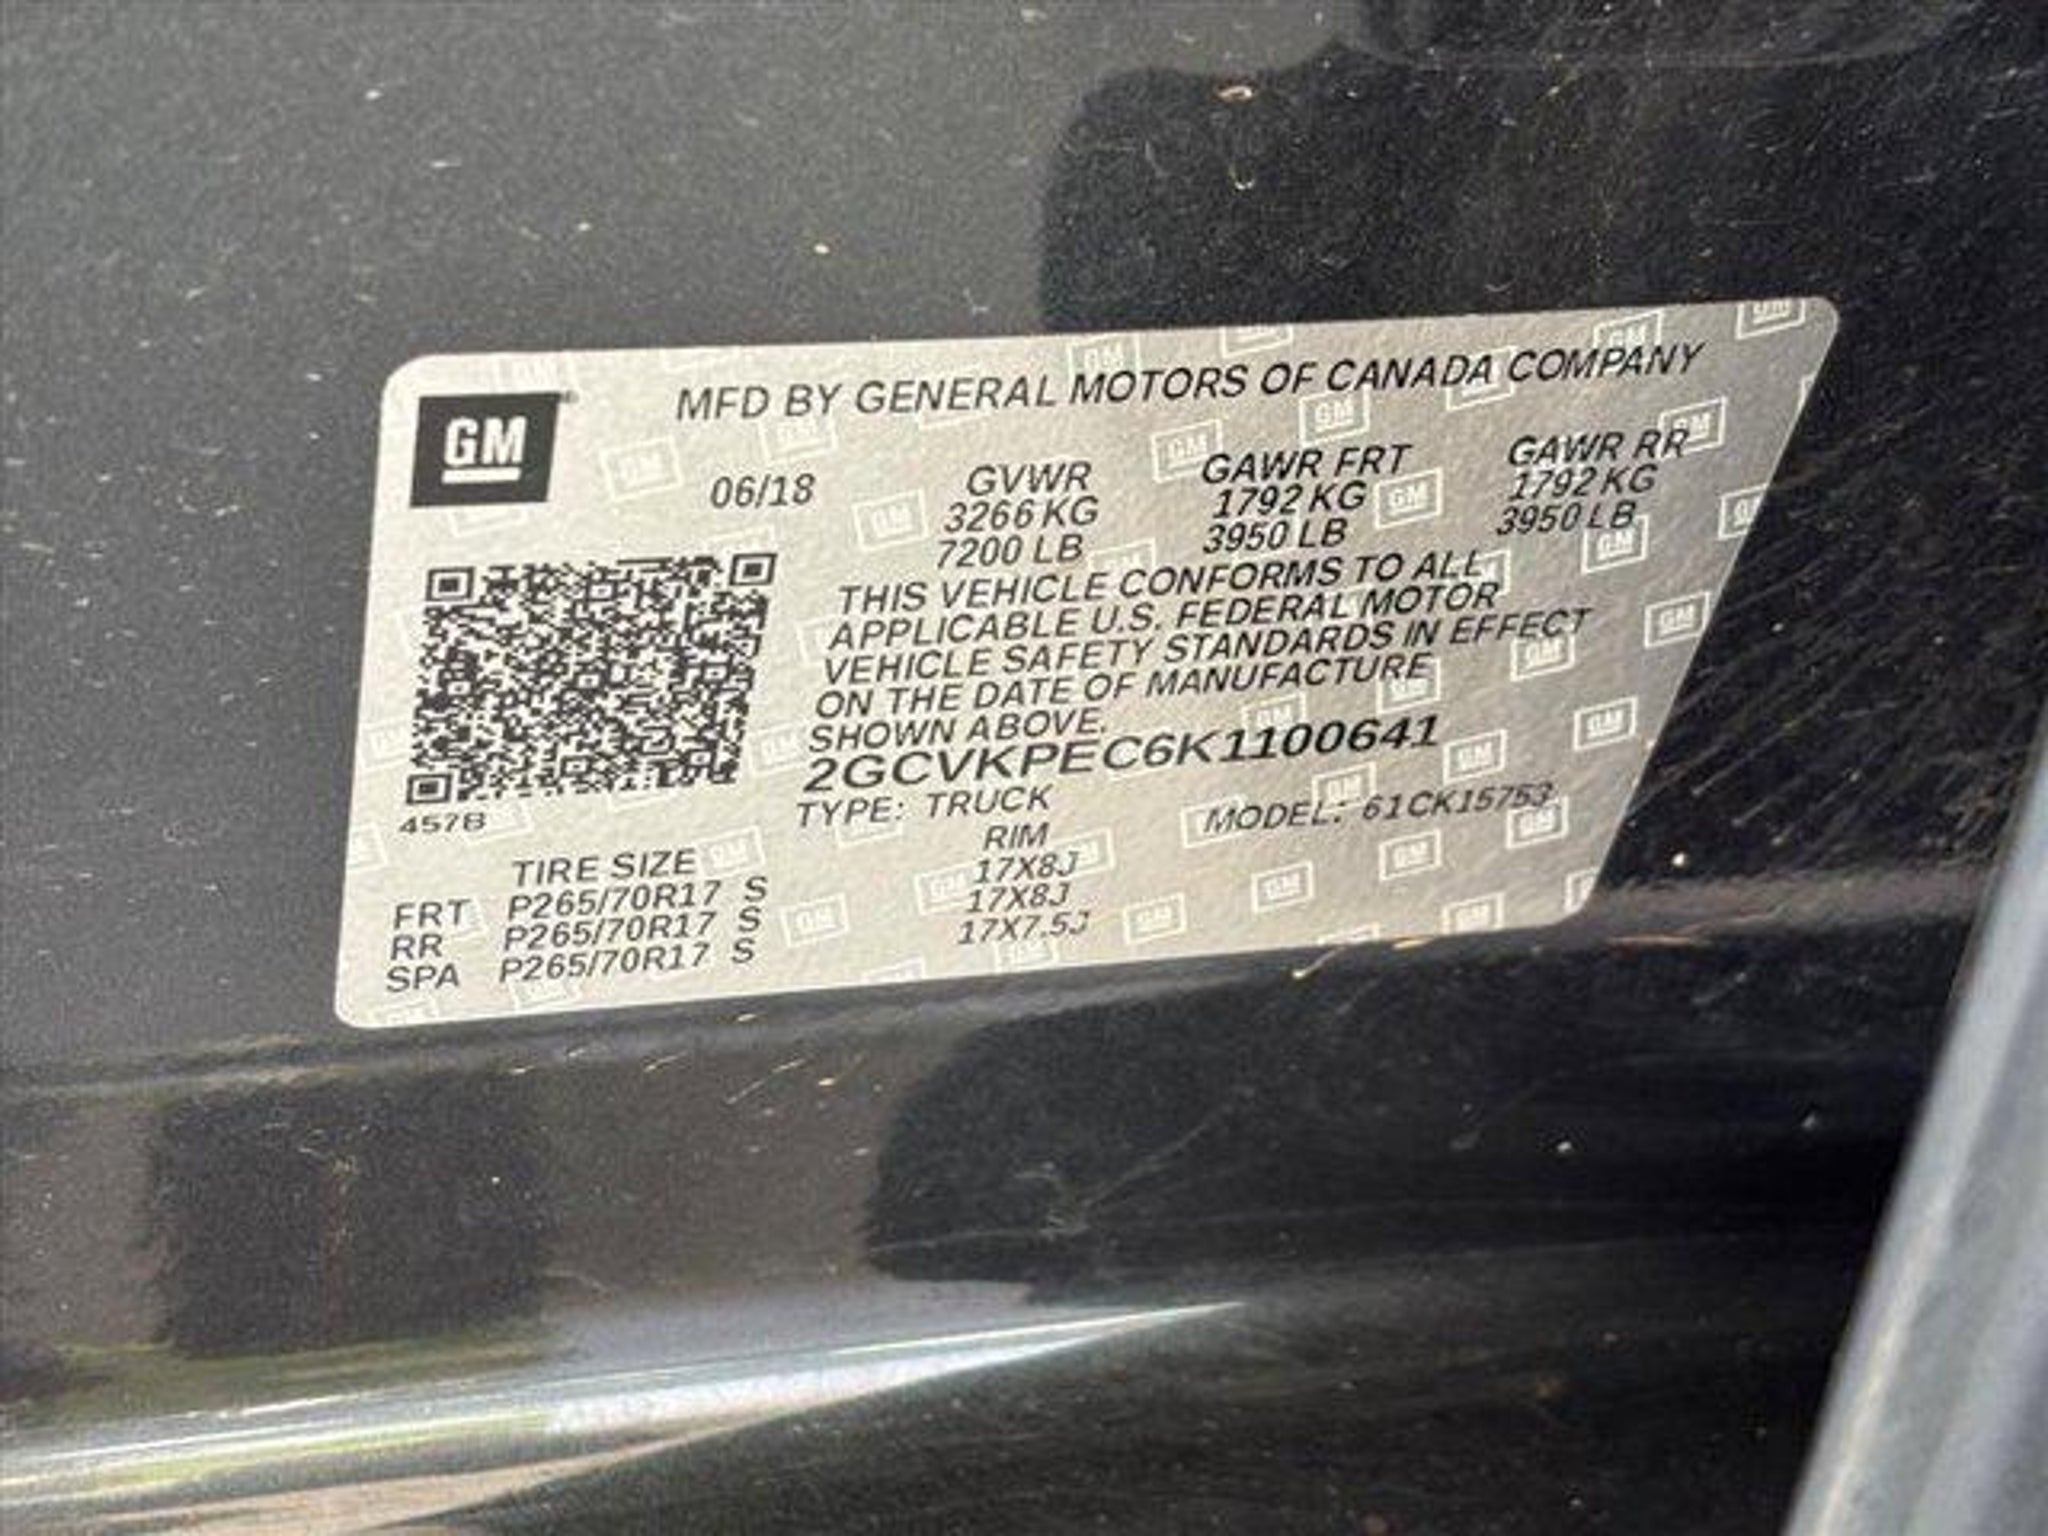 GM
MFD BY GENERAL MOTORS OF CANADA COMPANY
06/18 GVWR GAWR FRT GAWR RR
3266 KG 1792 KG 1792 KG
7200 LB 3950 LB 3950 LB
THIS VEHICLE CONFORMS TO ALL
APPLICABLE U.S. FEDERAL MOTOR
VEHICLE SAFETY STANDARDS IN EFFECT
ON THE DATE OF MANUFACTURE
SHOWN ABOVE.
2GCVKPEC6K1100641
TYPE: TRUCK MODEL: 61CK15753
457B
TIRE SIZE RIM
FRT P265/70R17 S 17X8J
RR P265/70R17 S 17X8J
SPA P265/70R17 S 17X7.5J